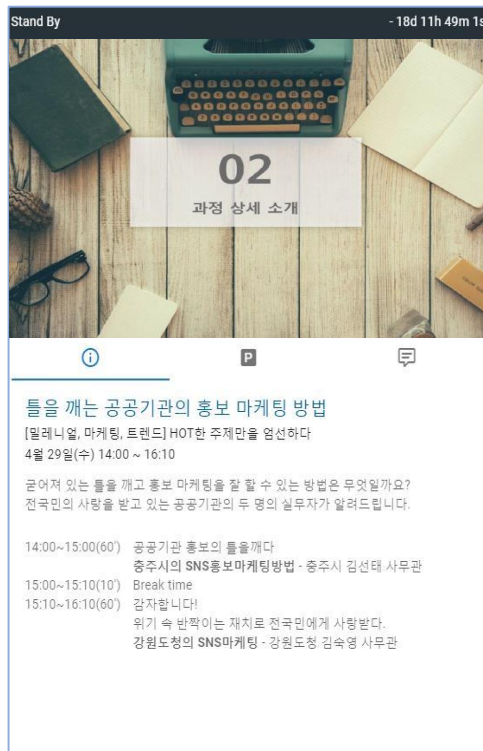 Stand By - 18d 11h 49m 1s
02
과정 상세 소개
P
틀을 깨는 공공기관의 홍보 마케팅 방법
[밀레니얼, 마케팅, 트렌드] HOT한 주제만을 엄선하다
4월 29일(수) 14:00 ~ 16:10
굳어져 있는 틀을 깨고 홍보 마케팅을 잘 할 수 있는 방법은 무엇일까요?
전국민의 사랑을 받고 있는 공공기관의 두 명의 실무자가 알려드립니다.
14:00~15:00(60') 공공기관 홍보의 틀을깨다
충주시의 SNS홍보마케팅방법 - 충주시 김선태 사무관
15:00~15:10(10') Break time
15:10~16:10(60') 감자합니다!
위기 속 반짝이는 재치로 전국민에게 사랑받다.
강원도청의 SNS마케팅 - 강원도청 김숙영 사무관